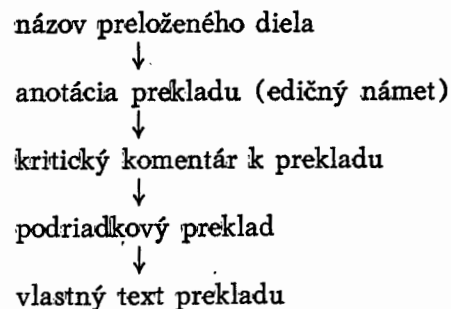 názov preloženého diela
↓
anotácia prekladu (edičný námet)
↓
kritický komentár k prekladu
↓
podriadkový preklad
↓
vlastný text prekladu